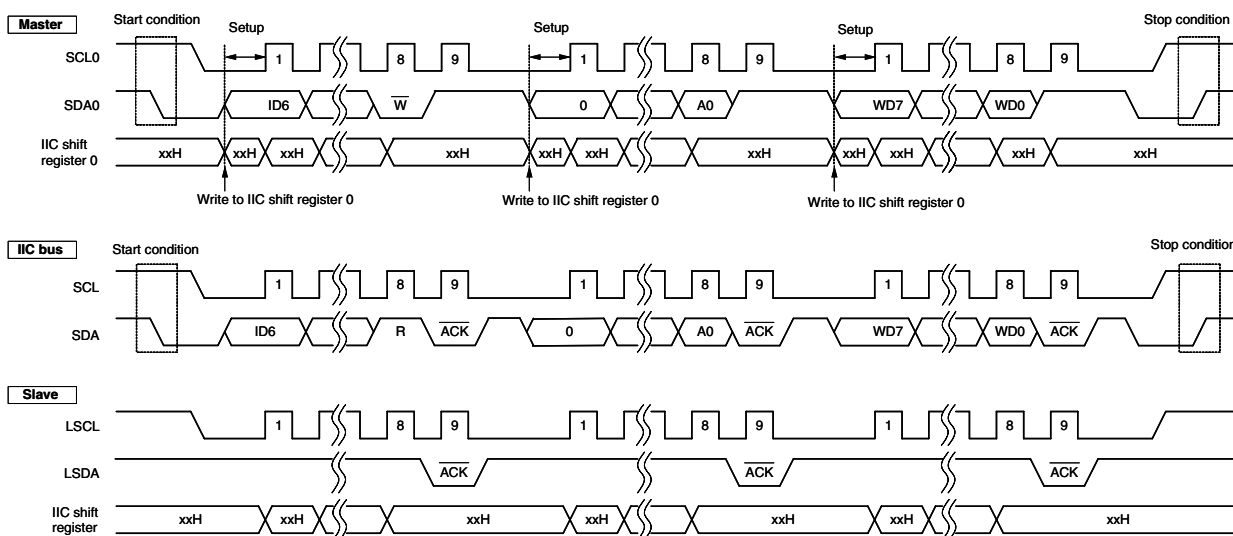 Master
Start condition
Setup
Setup
Setup
Stop condition
SCL0
1
8
9
1
8
9
1
8
9
SDA0
ID6
W
0
A0
WD7
WD0
IIC shift
register 0
xxH
xxH
xxH
xxH
xxH
xxH
xxH
xxH
xxH
xxH
xxH
Write to IIC shift register 0
Write to IIC shift register 0
Write to IIC shift register 0
IIC bus
Start condition
Stop condition
SCL
1
8
9
1
8
9
1
8
9
SDA
ID6
R
ACK
0
A0
ACK
WD7
WD0
ACK
Slave
LSCL
1
8
9
1
8
9
1
8
9
LSDA
ACK
ACK
ACK
IIC shift
register
xxH
xxH
xxH
xxH
xxH
xxH
xxH